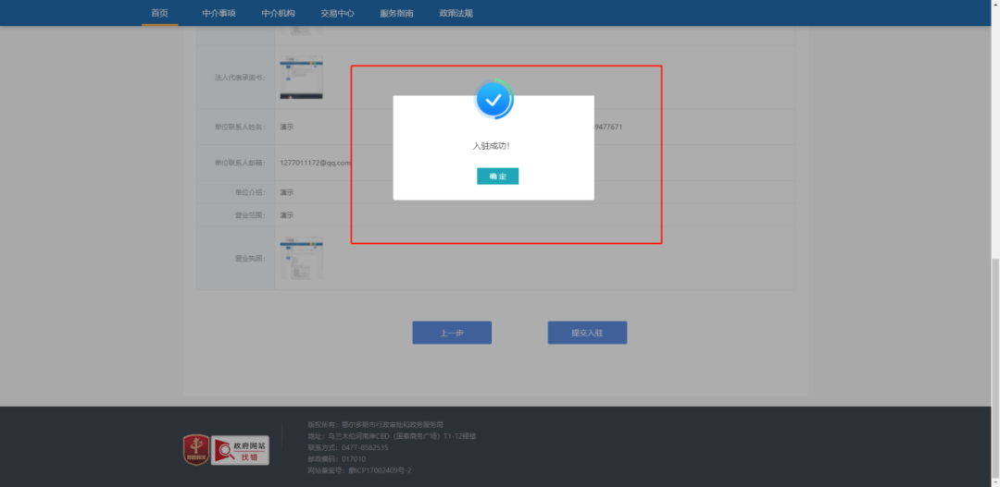 首页 中介事项 中介机构 交易中心 服务指南 政策法规
法人代表承诺书：
单位联系人姓名： 演示 9477671
入驻成功！
单位联系人邮箱： 1277011172@qq.com
确 定
单位介绍： 演示
营业范围： 演示
营业执照：
上一步 提交入驻
版权所有：鄂尔多斯市行政审批和政务服务局
地址：乌兰木伦河南岸CBD（国泰商务广场）T1-T2裙楼
联系方式：0477-8582535
邮政编码：017010
网站备案号：蒙ICP17002409号-2
政府网站
找错